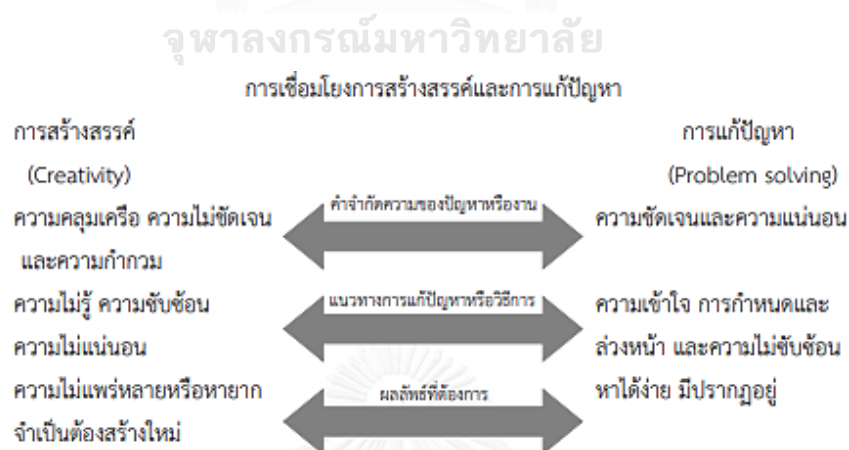 จุฬาลงกรณ์มหาวิทยาลัย
การเชื่อมโยงการสร้างสรรค์และการแก้ปัญหา
การสร้างสรรค์ การแก้ปัญหา
(Creativity) (Problem solving)
ความคลุมเครือ ความไม่ชัดเจน คำจำกัดความของปัญหาหรืองาน ความชัดเจนและความแน่นอน
และความกำกวม
ความไม่รู้ ความซับซ้อน แนวทางการแก้ปัญหาหรือวิธีการ ความเข้าใจ การกำหนดและ
ความไม่แน่นอน ล่วงหน้า และความไม่ซับซ้อน
ความไม่แพร่หลายหรือหายาก ผลลัพธ์ที่ต้องการ หาได้ง่าย มีปรากฏอยู่
จำเป็นต้องสร้างใหม่